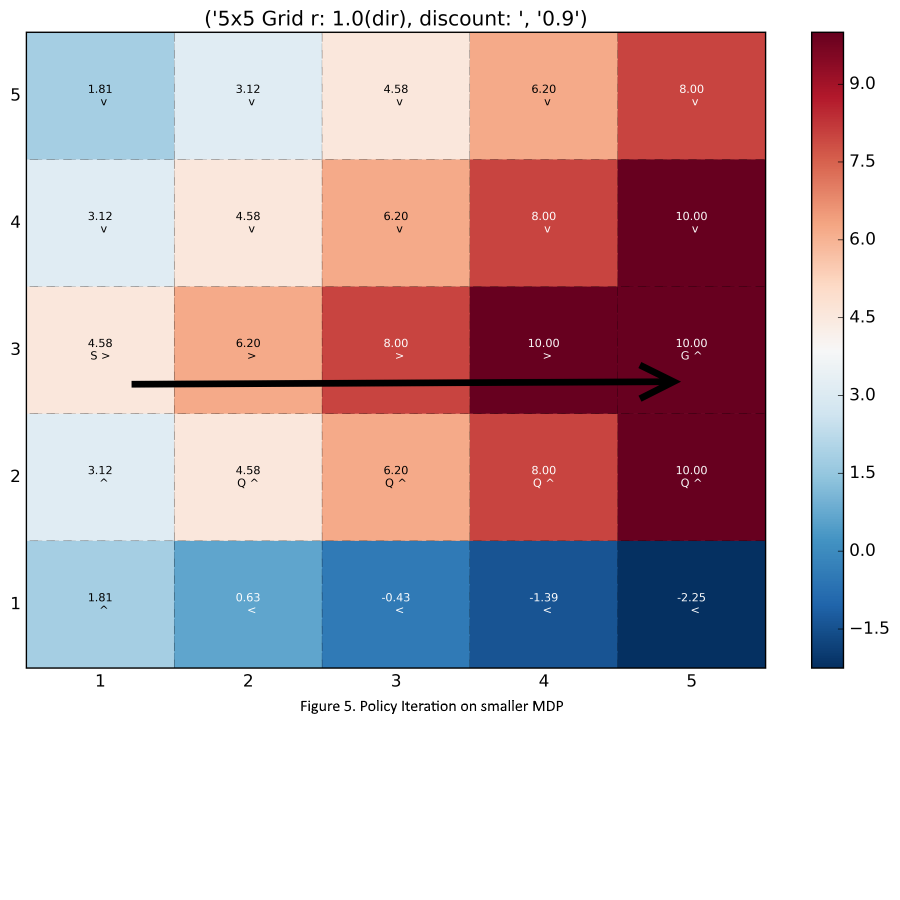 ('5x5 Grid r: 1.0(dir), discount: ', '0.9')
5
1.81
v
3.12
v
4.58
v
6.20
v
8.00
v
4
3.12
v
4.58
v
6.20
v
8.00
v
10.00
v
3
4.58
S >
6.20
>
8.00
>
10.00
>
10.00
G ^
2
3.12
^
4.58
Q ^
6.20
Q ^
8.00
Q ^
10.00
Q ^
1
1.81
^
0.63
<
-0.43
<
-1.39
<
-2.25
<
1 2 3 4 5
9.0
7.5
6.0
4.5
3.0
1.5
0.0
−1.5
Figure 5. Policy Iteration on smaller MDP